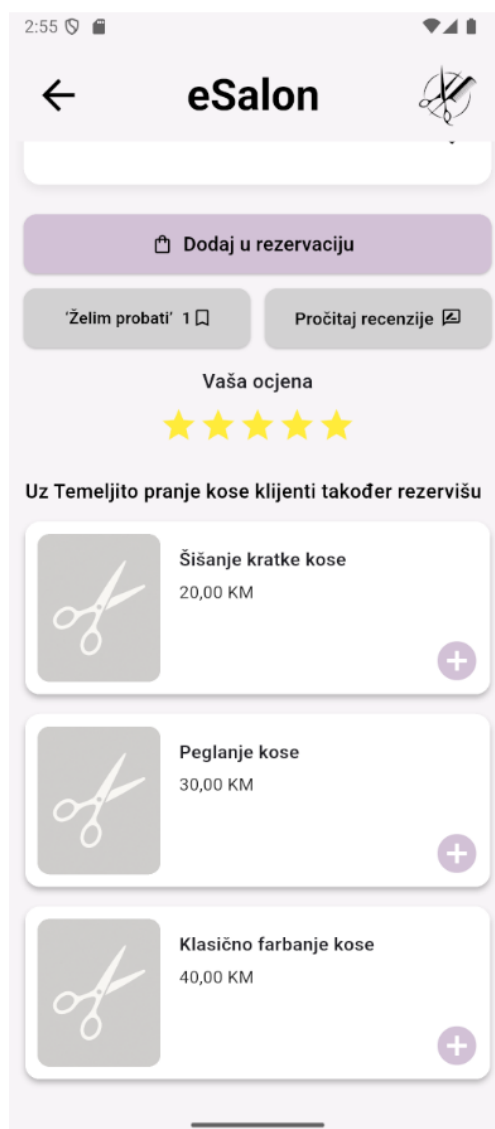 2:55
eSalon
Dodaj u rezervaciju
'Želim probati' 1
Pročitaj recenzije
Vaša ocjena
Uz Temeljito pranje kose klijenti također rezervišu
Šišanje kratke kose
20,00 KM
Peglanje kose
30,00 KM
Klasično farbanje kose
40,00 KM